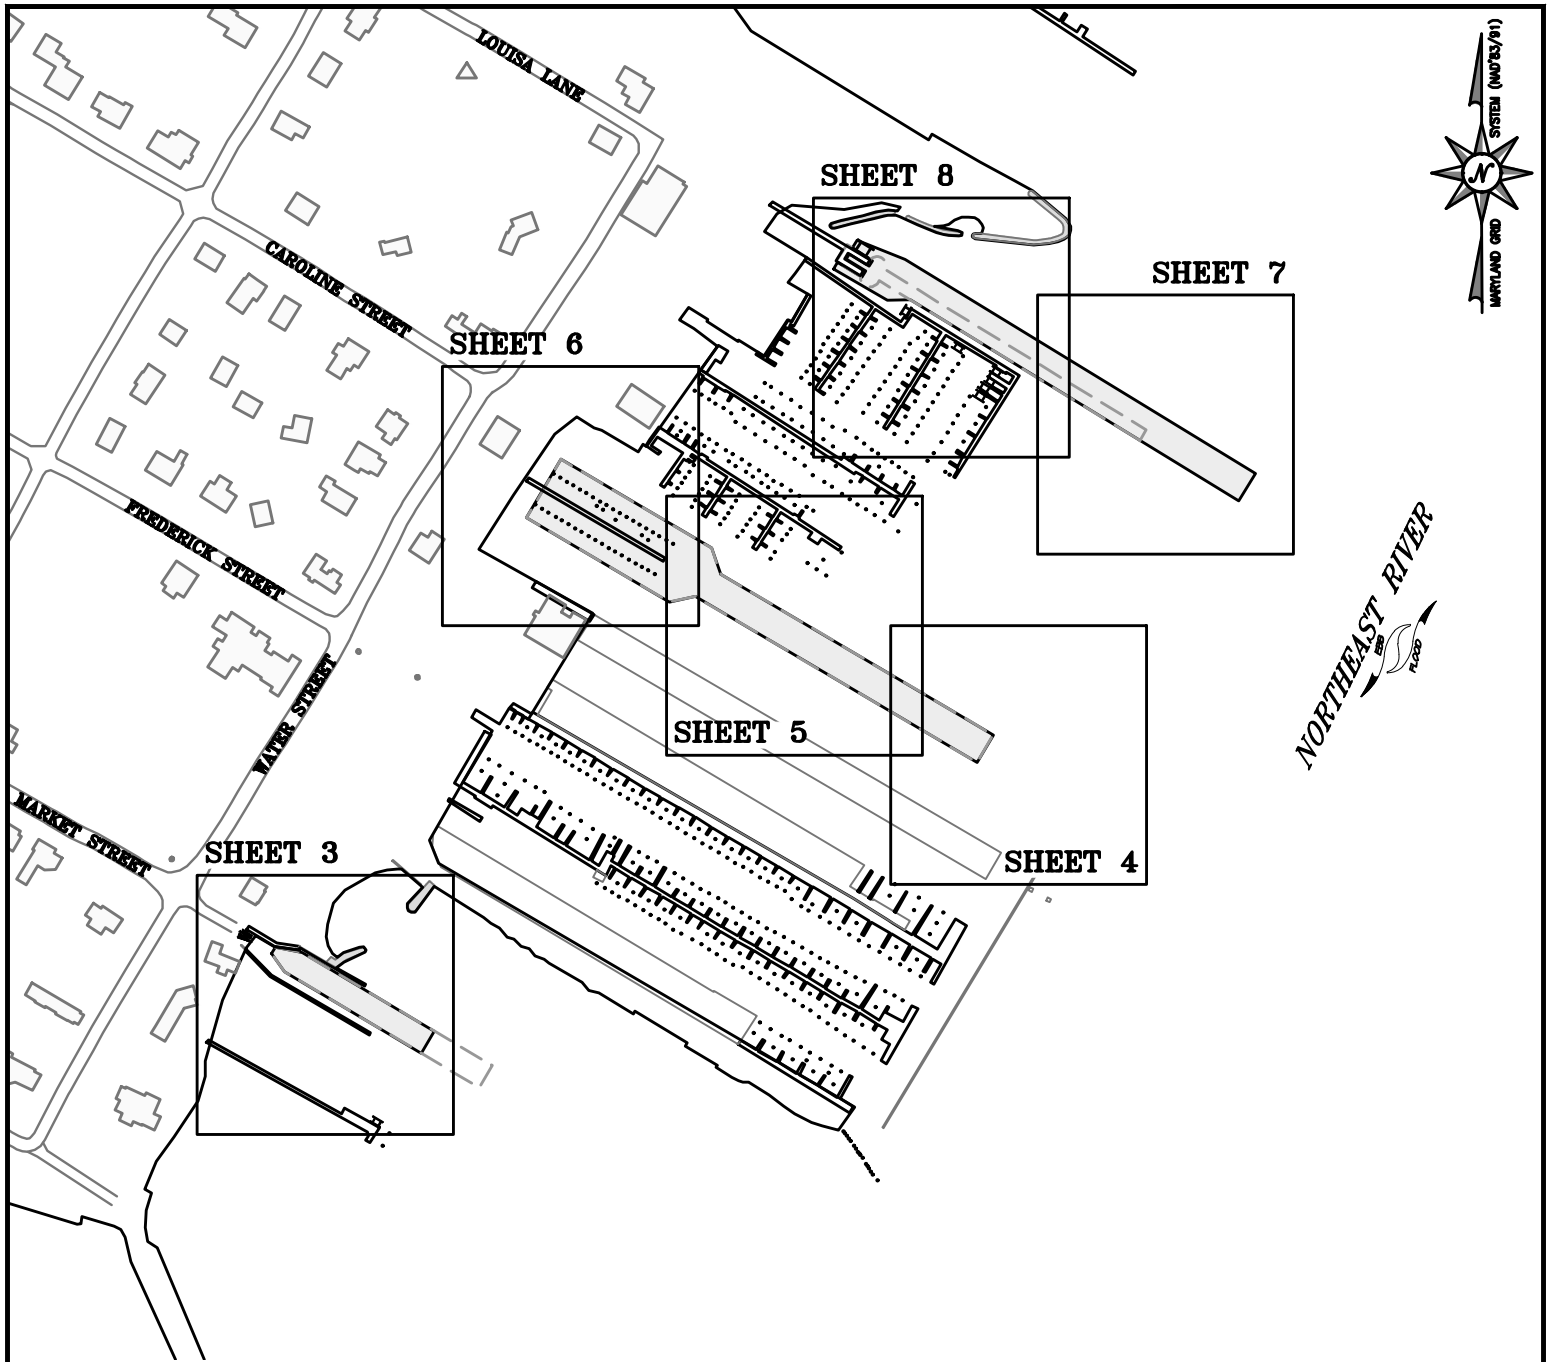 LOUISA LANE
SYSTEM (NAD'83/91)
N
MARYLAND GRID
SHEET 8
CAROLINE STREET
SHEET 7
SHEET 6
FREDERICK STREET
NORTHEAST RIVER
EBB
FLOOD
WATER STREET
SHEET 5
MARKET STREET
SHEET 3
SHEET 4